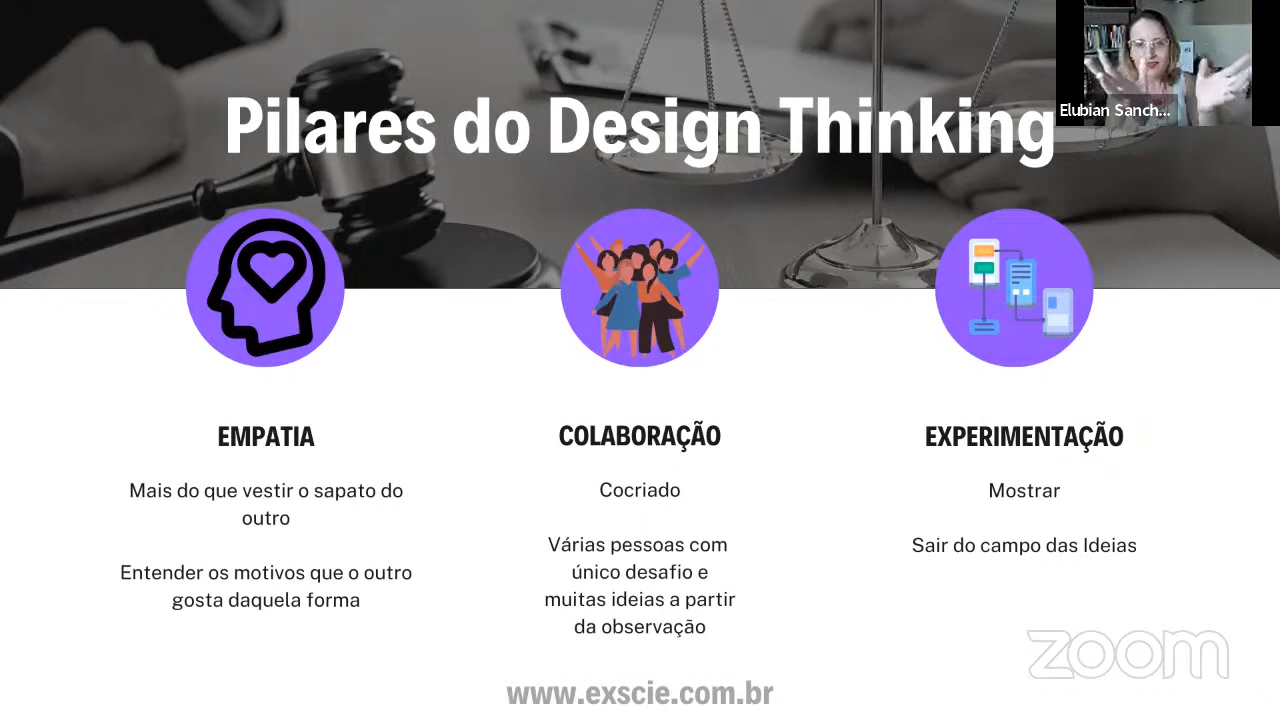 Elubian Sanch...
Pilares do Design Thinking
EMPATIA
Mais do que vestir o sapato do
outro
Entender os motivos que o outro
gosta daquela forma
COLABORAÇÃO
Cocriado
Várias pessoas com
único desafio e
muitas ideias a partir
da observação
EXPERIMENTAÇÃO
Mostrar
Sair do campo das Ideias
zoom
www.exscie.com.br